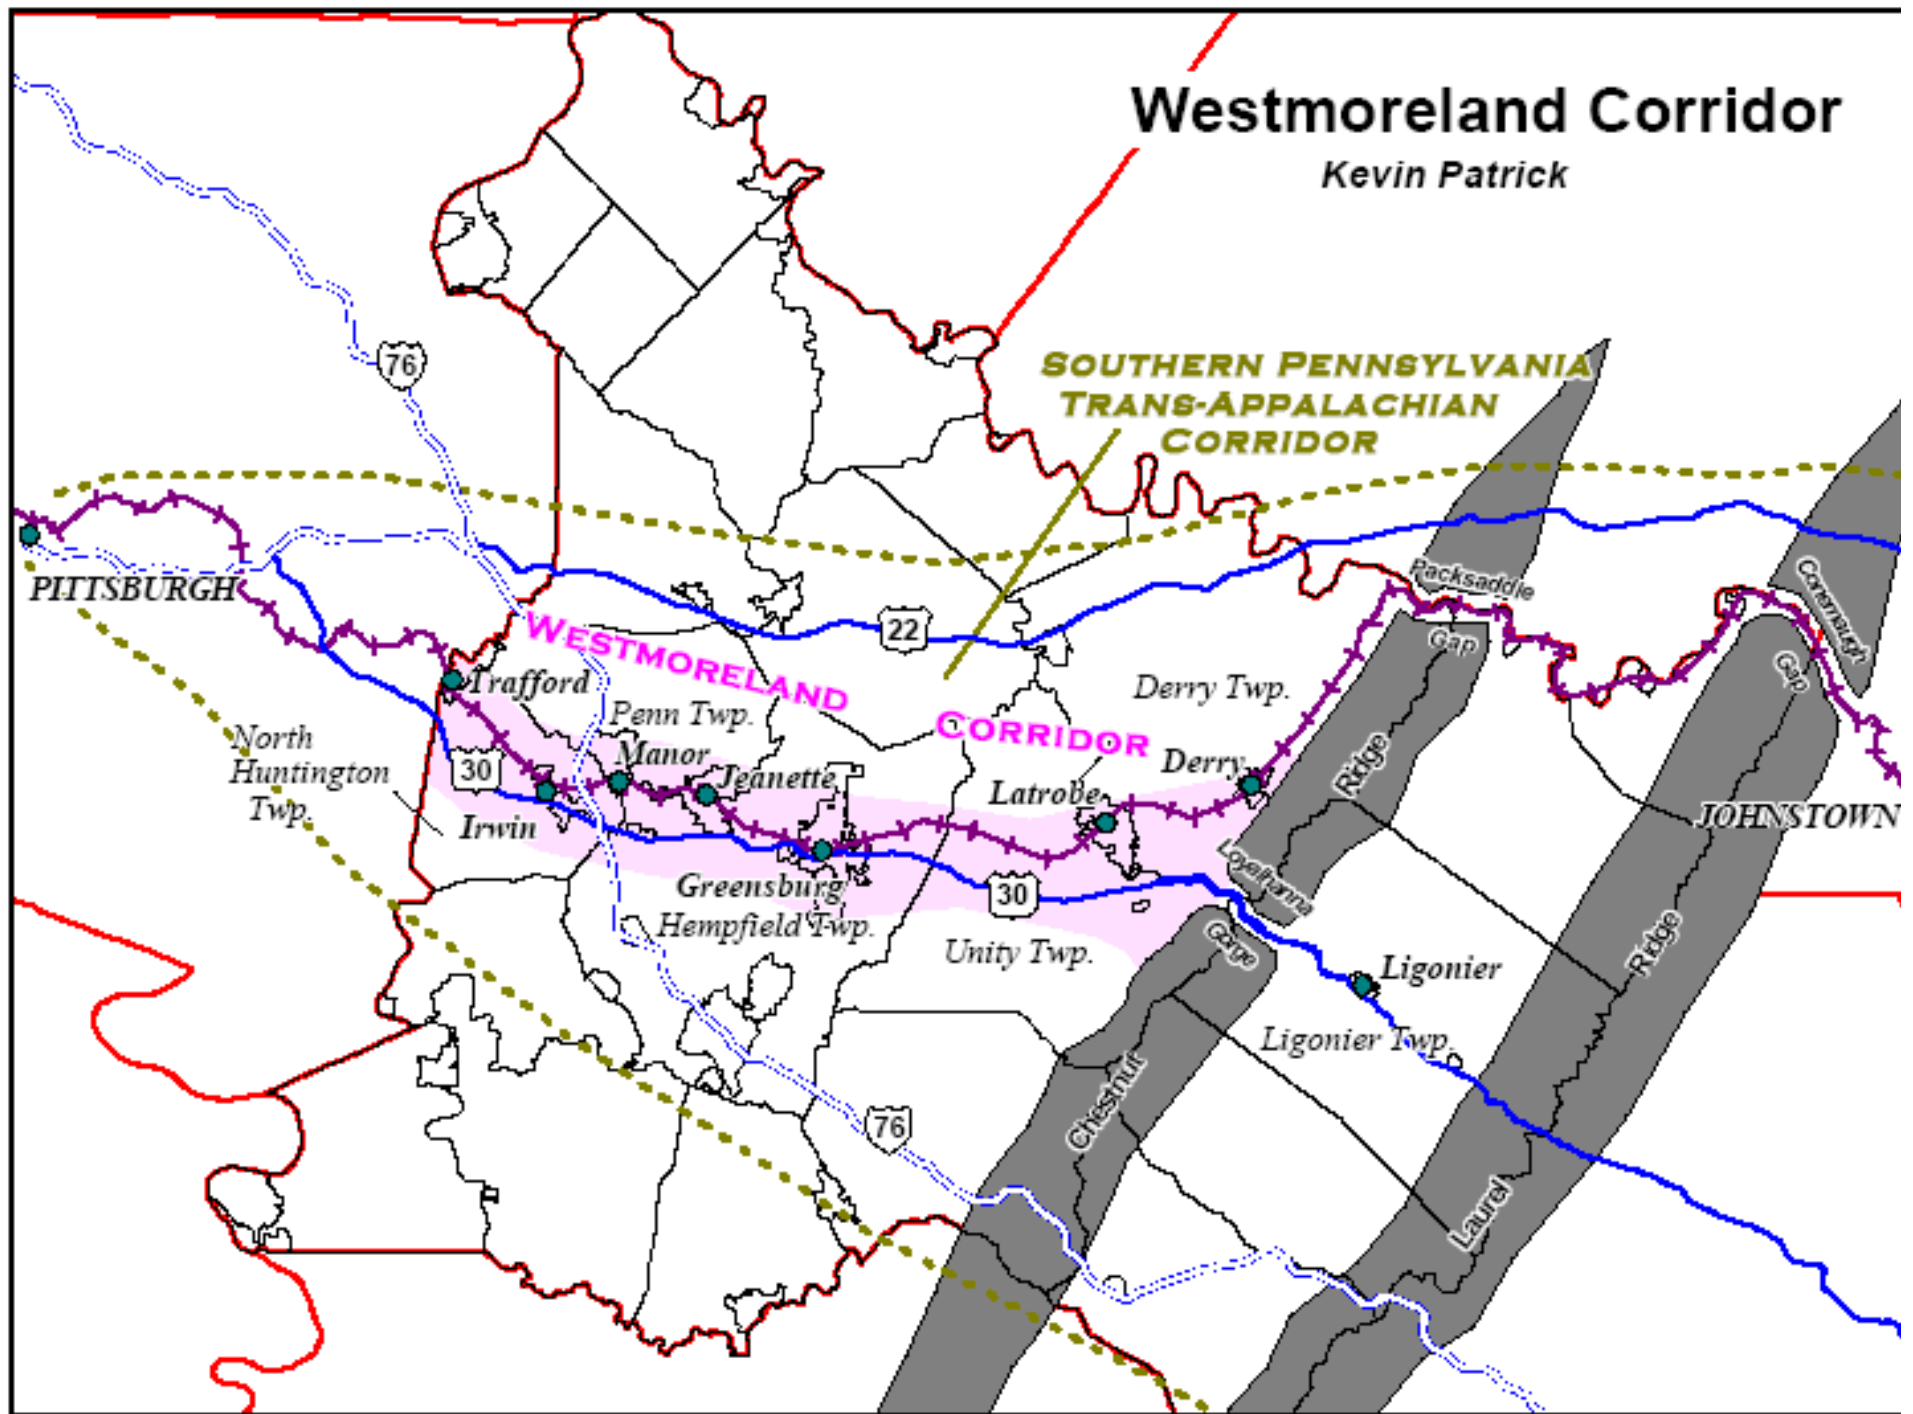 Westmoreland Corridor
Kevin Patrick
76
SOUTHERN PENNSYLVANIA
TRANS-APPALACHIAN
CORRIDOR
PITTSBURGH
Packsaddle
Gap
Conemaugh
Gap
22
WESTMORELAND
CORRIDOR
Trafford
Penn Twp.
Derry Twp.
North
Huntington
Twp.
30
Manor
Jeanette
Derry
Latrobe
Ridge
Irwin
JOHNSTOWN
Loyalhanna
Gorge
Greensburg
30
Hempfield Twp.
Unity Twp.
Ridge
Ligonier
Ligonier Twp.
Chestnut
76
Laurel